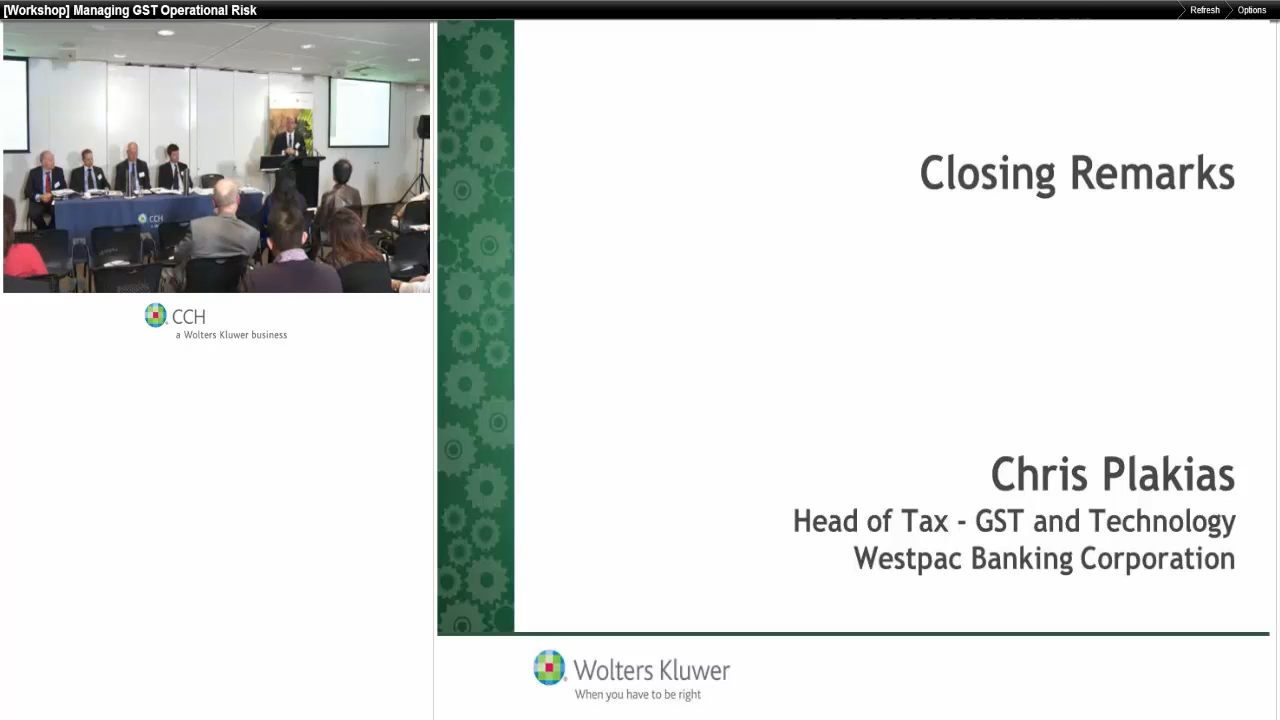 [Workshop] Managing GST Operational Risk
Refresh
Options
CCH
CCH
a Wolters Kluwer business
Closing Remarks
Chris Plakias
Head of Tax - GST and Technology
Westpac Banking Corporation
Wolters Kluwer
When you have to be right